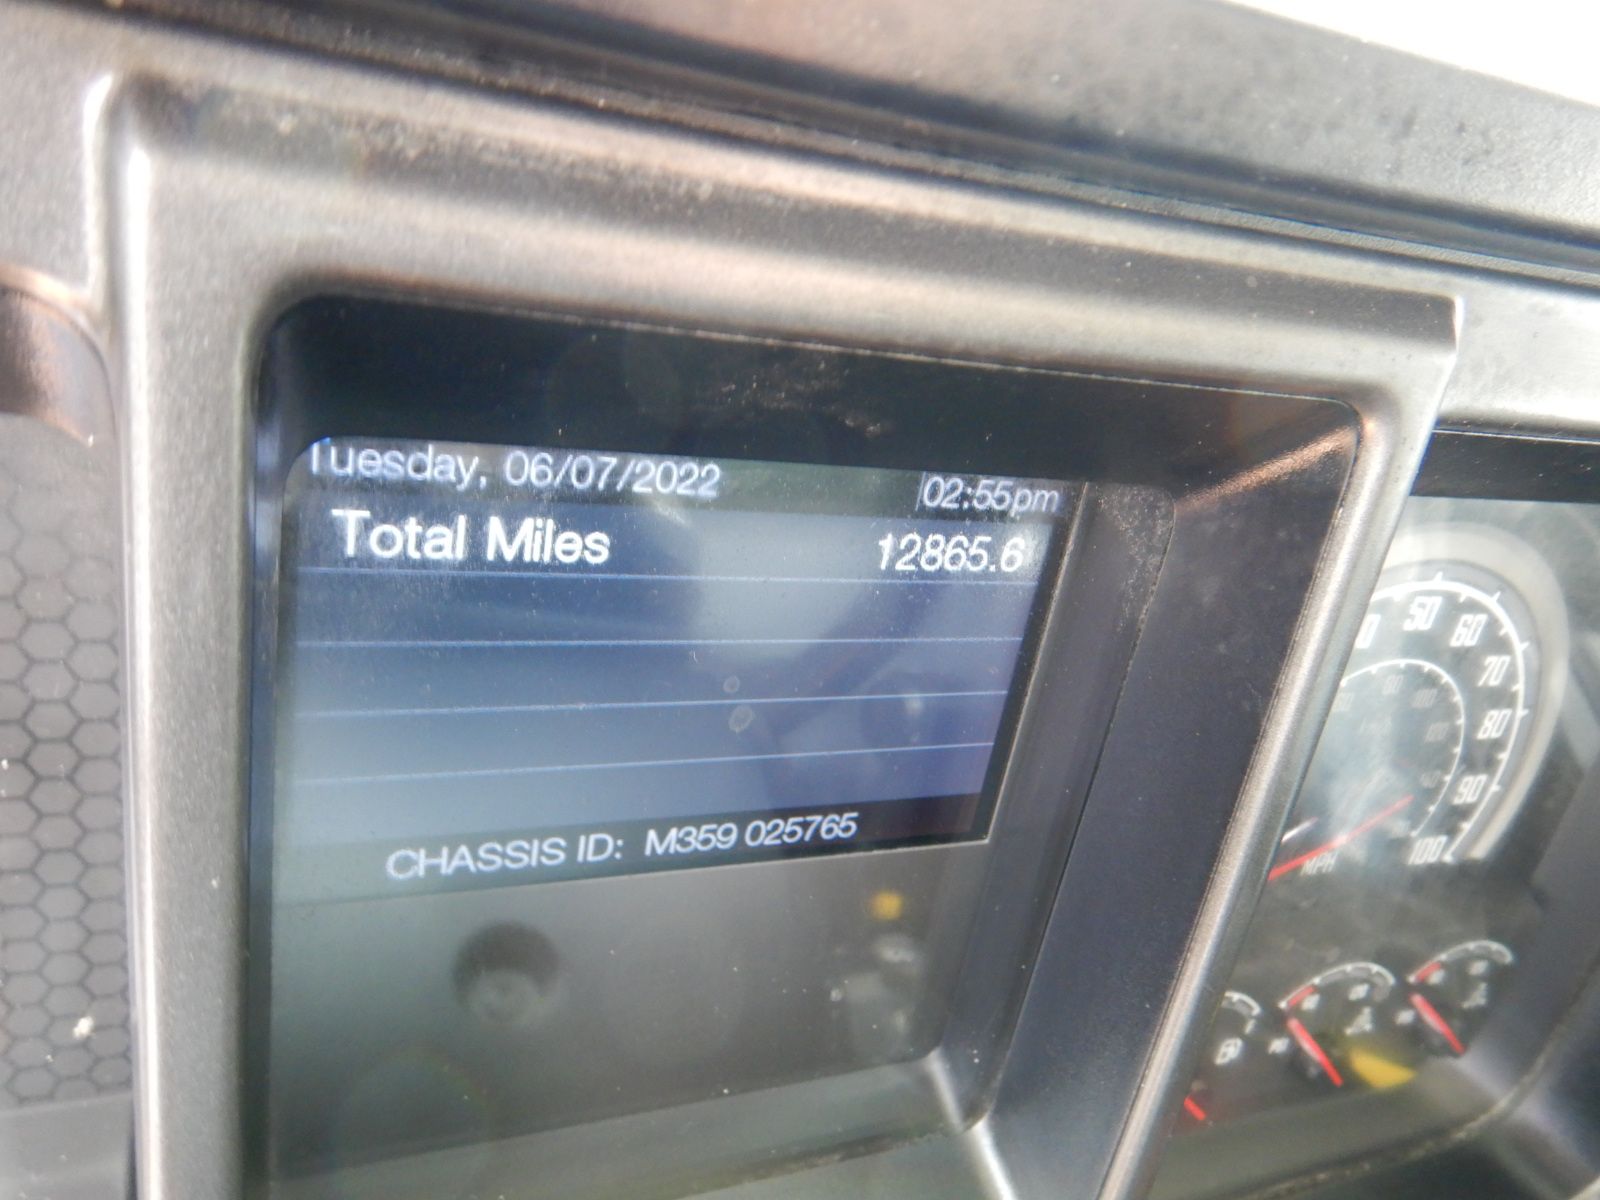 Tuesday, 06/07/2022 02:55pm
Total Miles 12865.6
CHASSIS ID: M359 025765
50
60
70
80
90
100
MPH